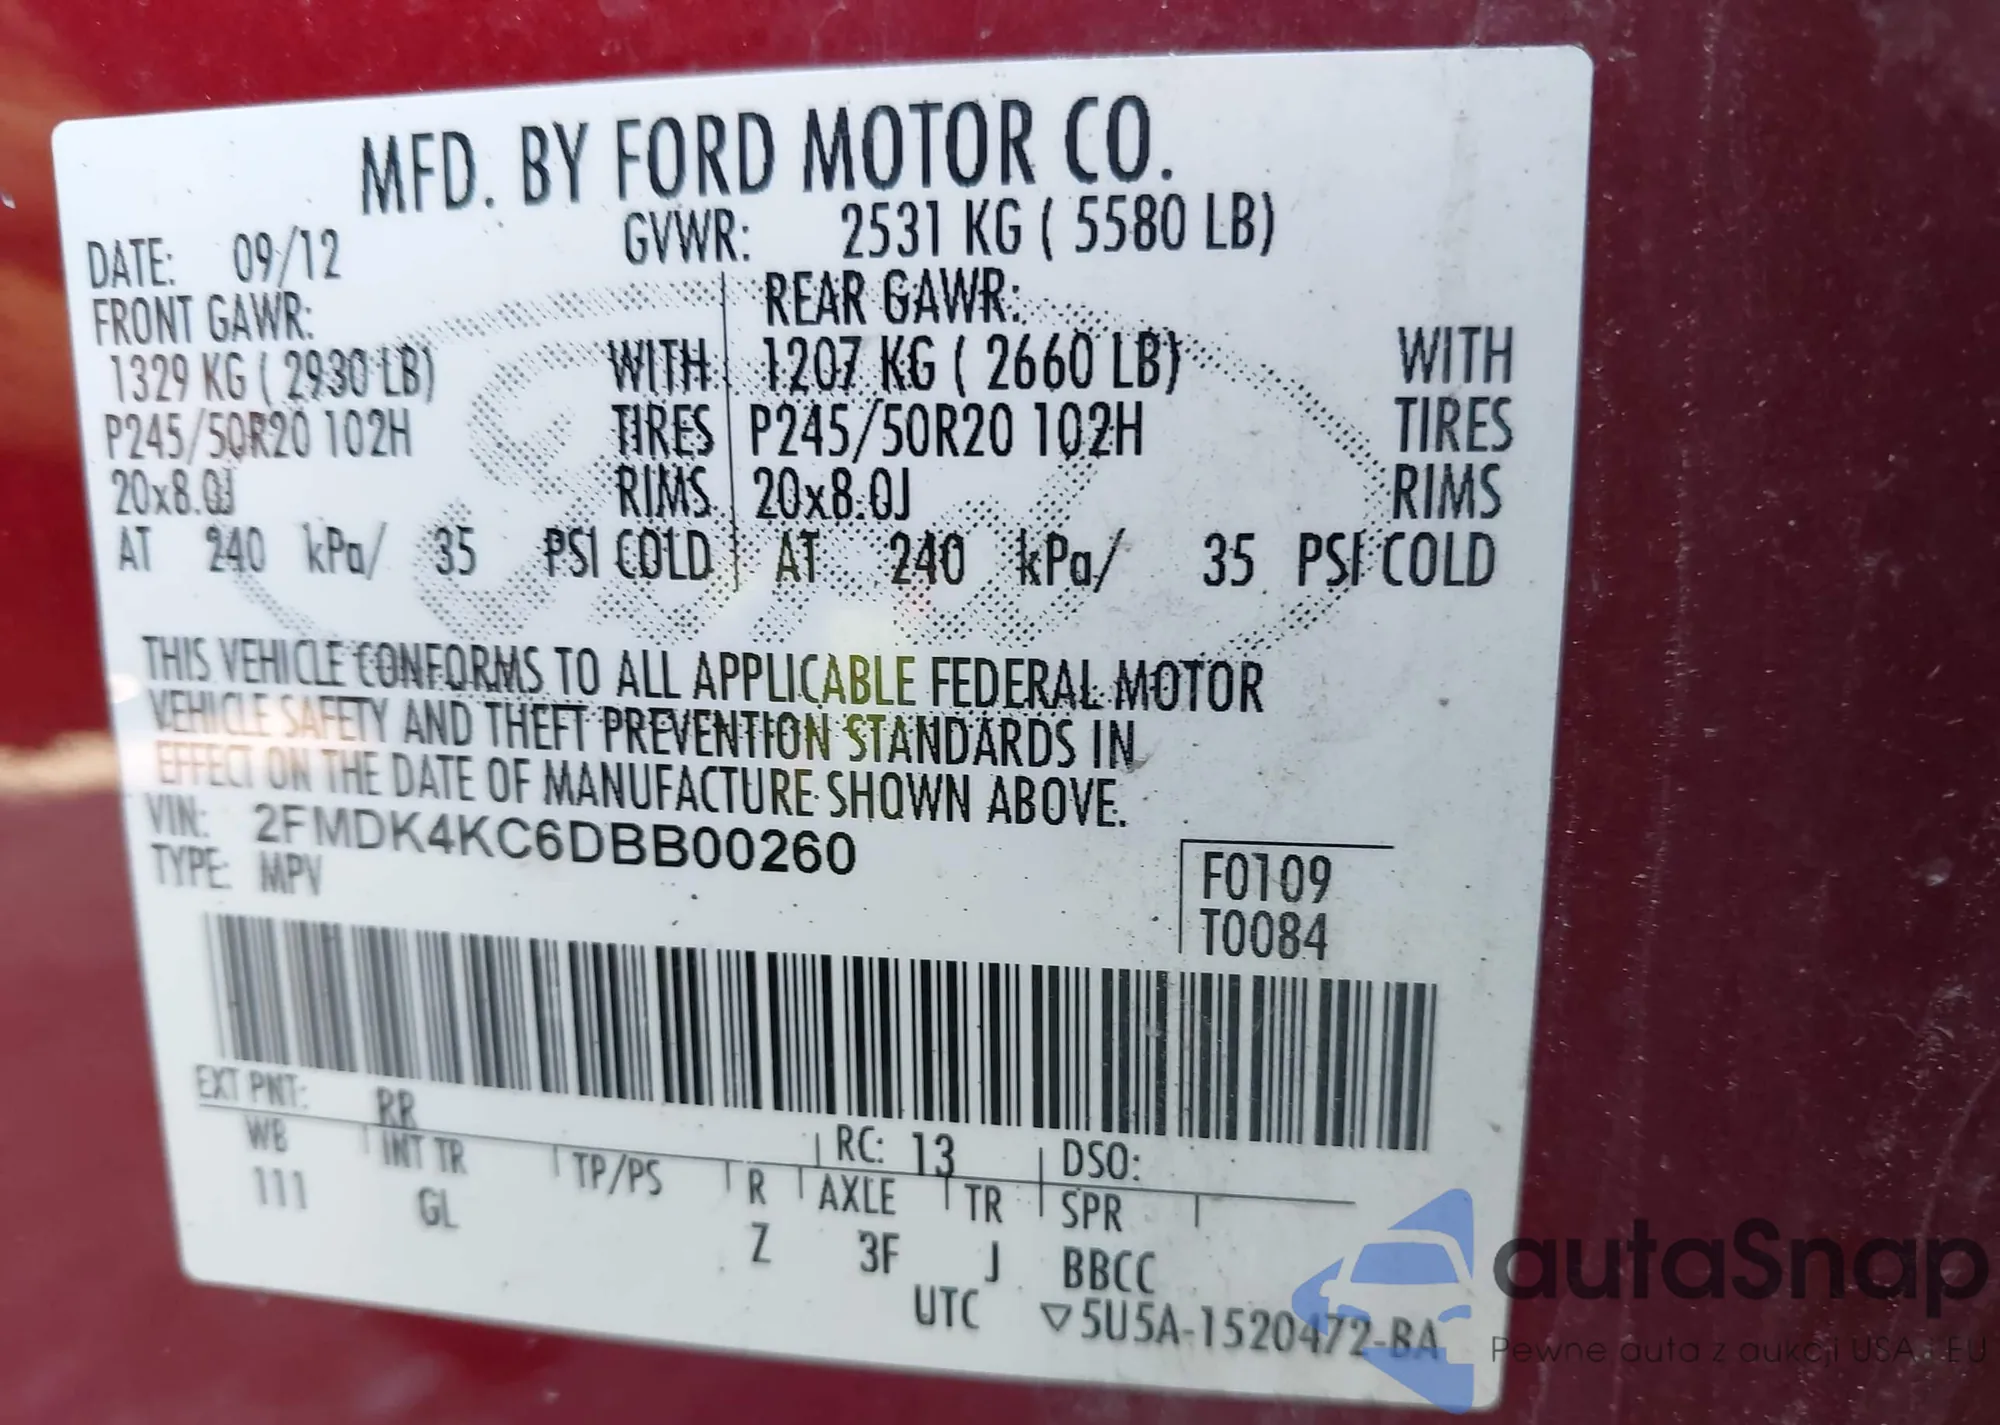 MFD. BY FORD MOTOR CO.
DATE: 09/12 GVWR: 2531 KG ( 5580 LB)
FRONT GAWR: REAR GAWR:
1329 KG ( 2930 LB) WITH 1207 KG ( 2660 LB) WITH
P245/50R20 102H TIRES P245/50R20 102H TIRES
20x8.0J RIMS 20x8.0J RIMS
AT 240 kPa/ 35 PSI COLD AT 240 kPa/ 35 PSI COLD
THIS VEHICLE CONFORMS TO ALL APPLICABLE FEDERAL MOTOR
VEHICLE SAFETY AND THEFT PREVENTION STANDARDS IN
EFFECT ON THE DATE OF MANUFACTURE SHOWN ABOVE.
VIN: 2FMDK4KC6DBB00260
TYPE: MPV
F0109
T0084
EXT PNT: RR RC: 13 DSO:
WB INT TR TP/PS R AXLE TR SPR
111 GL Z 3F J BBCC
UTC ▽5U5A-1520472-BA
autaSnap
Pewne auta z aukcji USA i EU